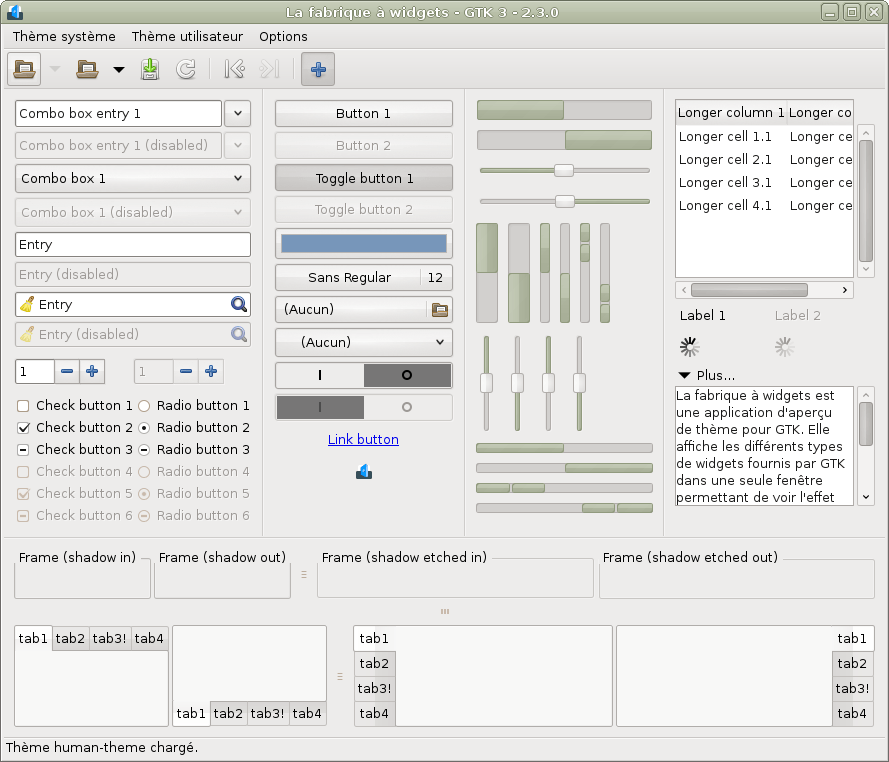 La fabrique à widgets - GTK 3 - 2.3.0
Thème système Thème utilisateur Options
Combo box entry 1
Combo box entry 1 (disabled)
Combo box 1
Combo box 1 (disabled)
Entry
Entry (disabled)
Entry
Entry (disabled)
1 1
Check button 1 Radio button 1
Check button 2 Radio button 2
Check button 3 Radio button 3
Check button 4 Radio button 4
Check button 5 Radio button 5
Check button 6 Radio button 6
Button 1
Button 2
Toggle button 1
Toggle button 2
Sans Regular 12
(Aucun)
(Aucun)
Link button
Longer column 1 Longer co
Longer cell 1.1 Longer ce
Longer cell 2.1 Longer ce
Longer cell 3.1 Longer ce
Longer cell 4.1 Longer ce
Label 1 Label 2
Plus...
La fabrique à widgets est
une application d'aperçu
de thème pour GTK. Elle
affiche les différents types
de widgets fournis par GTK
dans une seule fenêtre
permettant de voir l'effet
Frame (shadow in) Frame (shadow out) Frame (shadow etched in) Frame (shadow etched out)
tab1 tab2 tab3! tab4
tab1 tab2 tab3! tab4
tab1
tab2
tab3!
tab4
tab1
tab2
tab3!
tab4
Thème human-theme chargé.